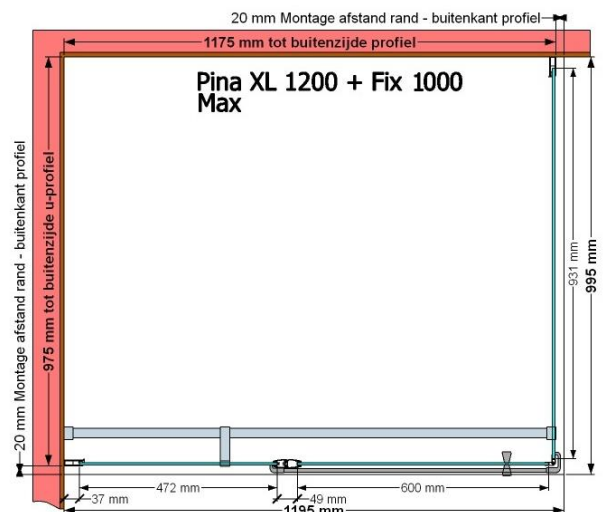 20 mm Montage afstand rand - buitenkant profiel
1175 mm tot buitenzijde profiel
Pina XL 1200 + Fix 1000
Max
20 mm Montage afstand rand - buitenkant profiel
975 mm tot buitenzijde u-profiel
931 mm
995 mm
472 mm
600 mm
37 mm
49 mm
1195 mm